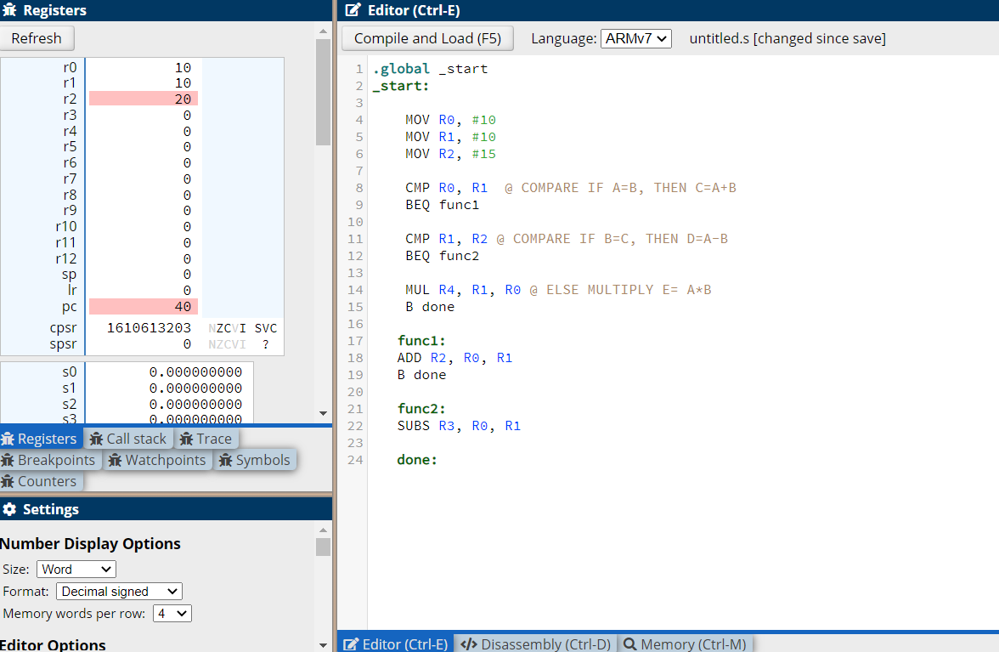 Registers
Refresh
r0 10
r1 10
r2 20
r3 0
r4 0
r5 0
r6 0
r7 0
r8 0
r9 0
r10 0
r11 0
r12 0
sp 0
lr 0
pc 40
cpsr 1610613203 NZCVI SVC
spsr 0 NZCVI ?
s0 0.000000000
s1 0.000000000
s2 0.000000000
s3 0.000000000
Registers Call stack Trace
Breakpoints Watchpoints Symbols
Counters
Settings
Number Display Options
Size: Word
Format: Decimal signed
Memory words per row: 4
Editor Options
Editor (Ctrl-E)
Compile and Load (F5) Language: ARMv7 untitled.s [changed since save]
1 .global _start
2 _start:
3
4 MOV R0, #10
5 MOV R1, #10
6 MOV R2, #15
7
8 CMP R0, R1 @ COMPARE IF A=B, THEN C=A+B
9 BEQ func1
10
11 CMP R1, R2 @ COMPARE IF B=C, THEN D=A-B
12 BEQ func2
13
14 MUL R4, R1, R0 @ ELSE MULTIPLY E= A*B
15 B done
16
17 func1:
18 ADD R2, R0, R1
19 B done
20
21 func2:
22 SUBS R3, R0, R1
23
24 done:
Editor (Ctrl-E) Disassembly (Ctrl-D) Memory (Ctrl-M)